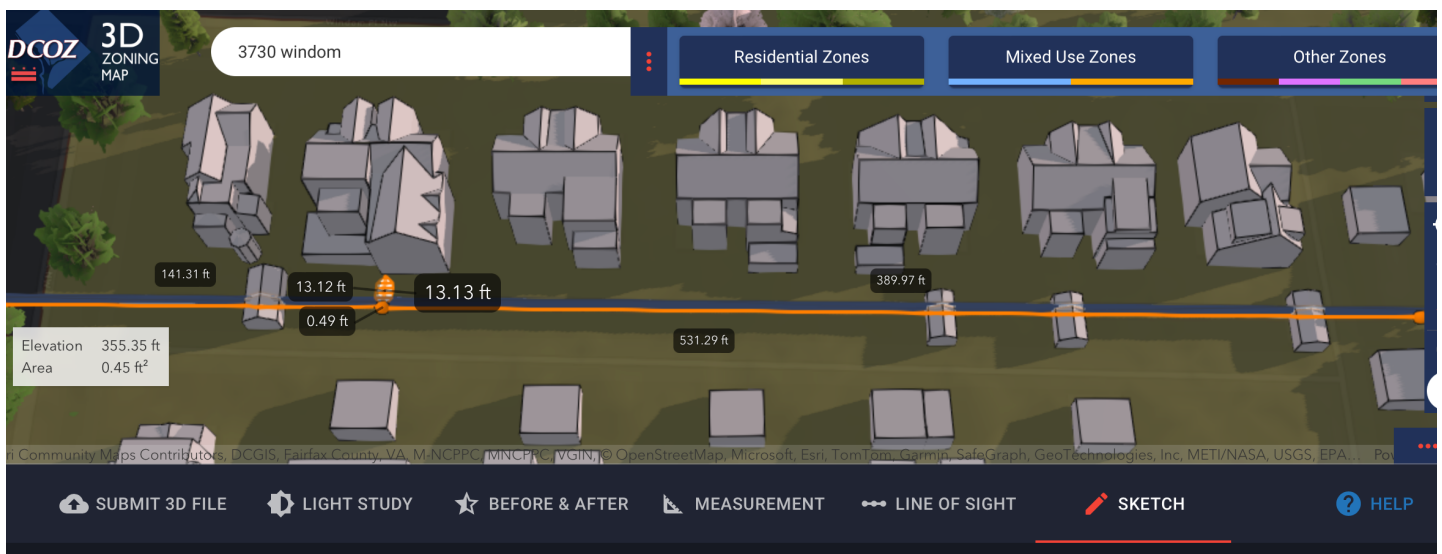 DCOZ
3D
ZONING
MAP
3730 windom
Residential Zones
Mixed Use Zones
Other Zones
141.31 ft
13.12 ft
13.13 ft
0.49 ft
389.97 ft
531.29 ft
Elevation 355.35 ft
Area 0.45 ft²
ri Community Maps Contributors, DCGIS, Fairfax County, VA, M-NCPPC, MNCPPC, VGIN, © OpenStreetMap, Microsoft, Esri, TomTom, Garmin, SafeGraph, GeoTechnologies, Inc, METI/NASA, USGS, EPA... Pow
SUBMIT 3D FILE
LIGHT STUDY
BEFORE & AFTER
MEASUREMENT
LINE OF SIGHT
SKETCH
HELP